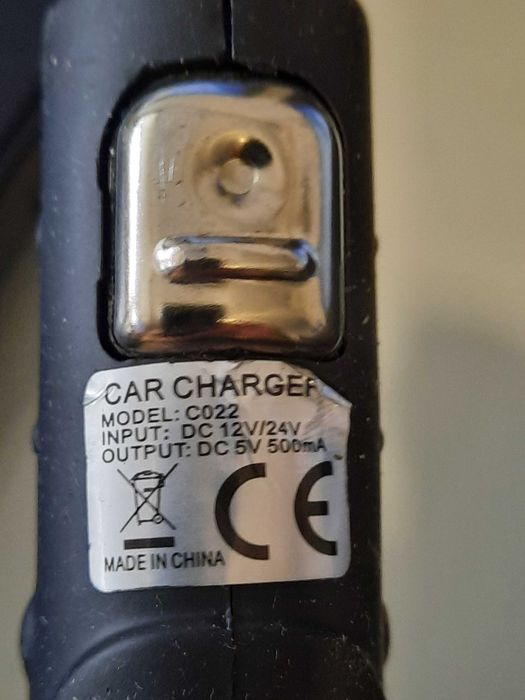 CAR CHARGER
MODEL: C022
INPUT: DC 12V/24V
OUTPUT: DC 5V 500mA
CE
MADE IN CHINA